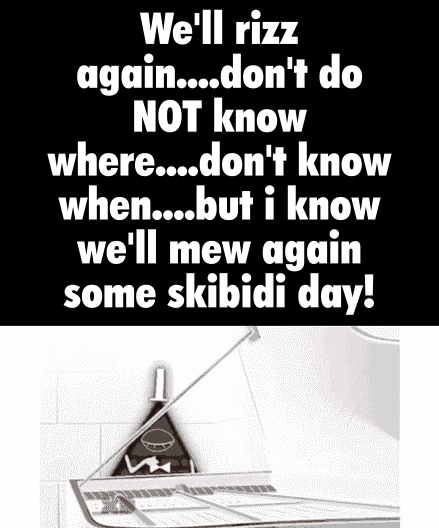 We'll rizz
again....don't do
NOT know
where....don't know
when....but i know
we'll mew again
some skibidi day!